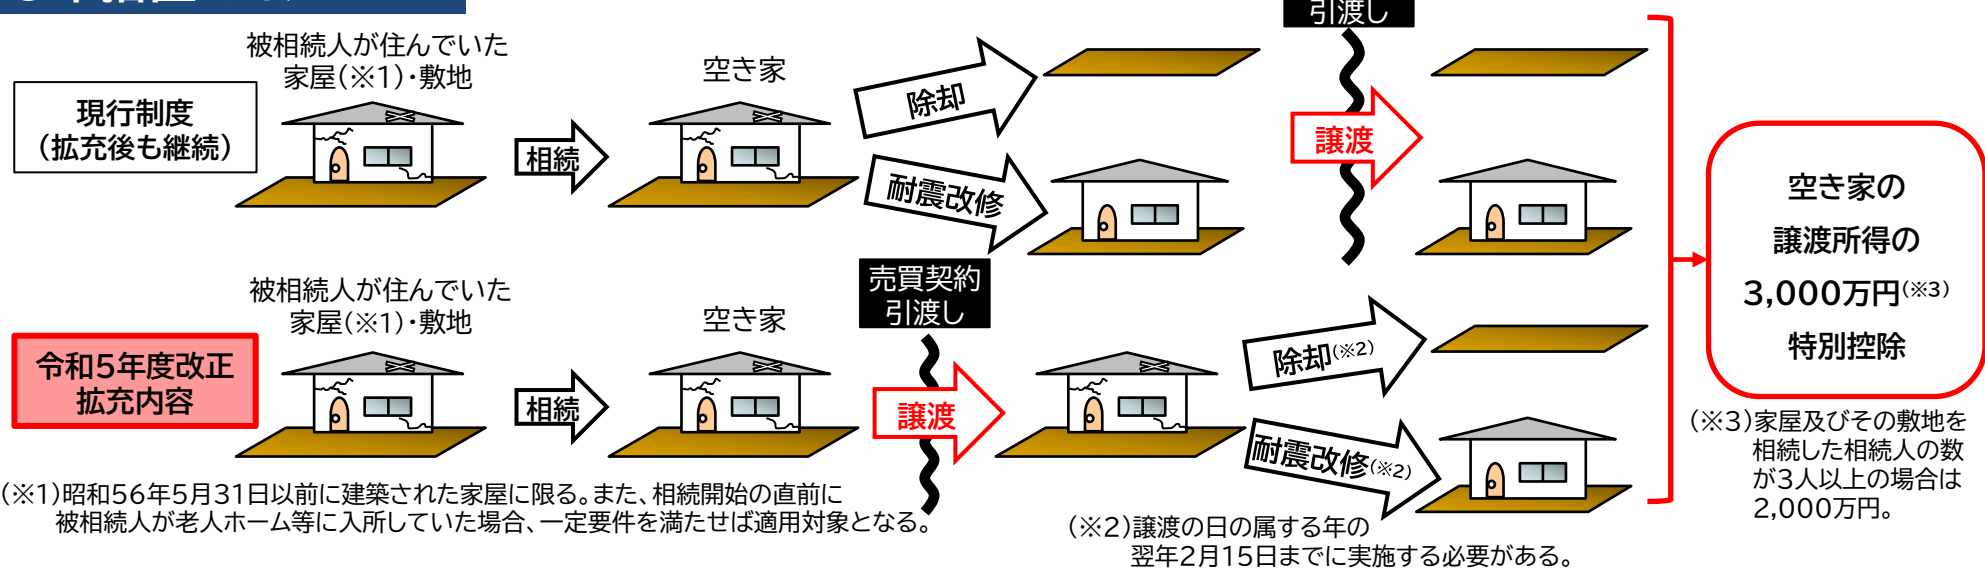 引渡し
被相続人が住んでいた
家屋(※1)・敷地
空き家
現行制度
(拡充後も継続)
相続
除却
耐震改修
譲渡
空き家の
譲渡所得の
3,000万円(※3)
特別控除
被相続人が住んでいた
家屋(※1)・敷地
空き家
売買契約
引渡し
令和5年度改正
拡充内容
相続
譲渡
除却(※2)
耐震改修(※2)
(※3)家屋及びその敷地を
相続した相続人の数
が3人以上の場合は
2,000万円。
(※1)昭和56年5月31日以前に建築された家屋に限る。また、相続開始の直前に
被相続人が老人ホーム等に入所していた場合、一定要件を満たせば適用対象となる。
(※2)譲渡の日の属する年の
翌年2月15日までに実施する必要がある。